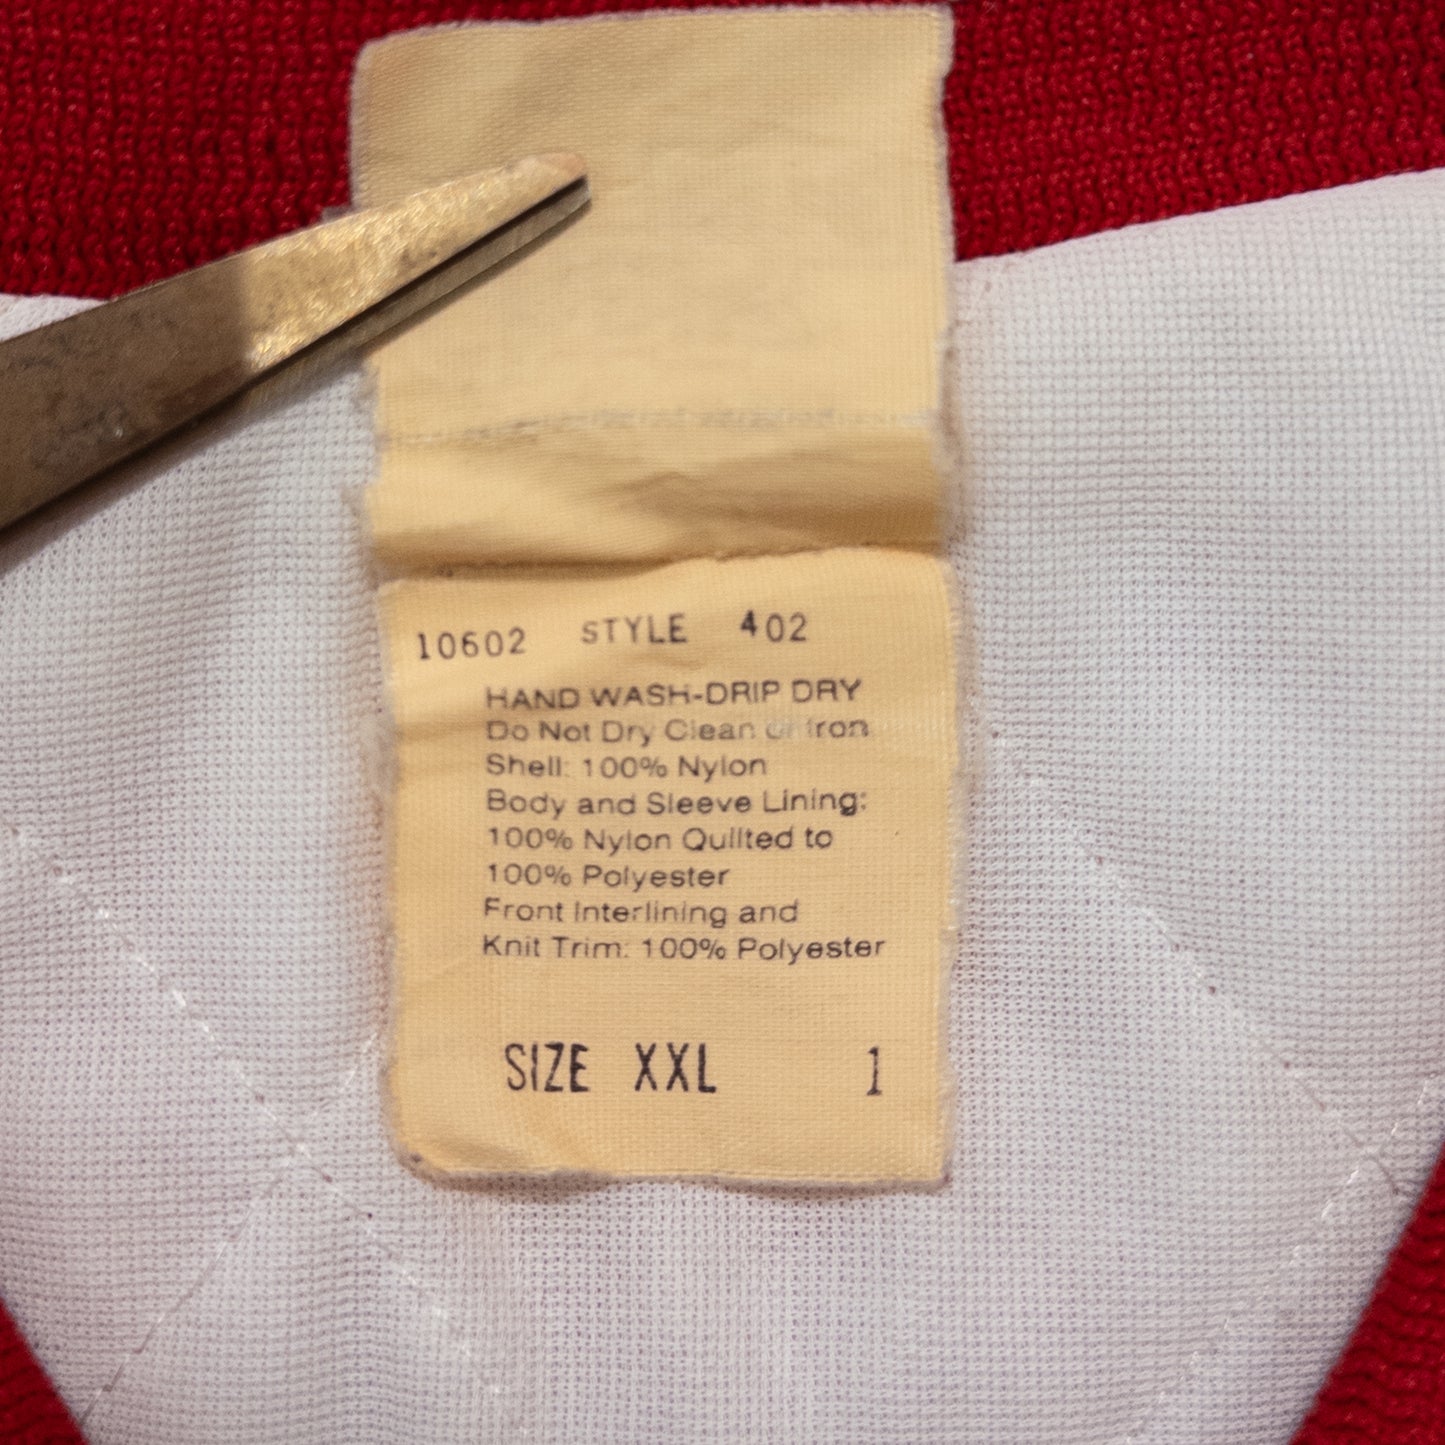 10602 STYLE 402
HAND WASH-DRIP DRY
Do Not Dry Clean or Iron
Shell: 100% Nylon
Body and Sleeve Lining:
100% Nylon Quilted to
100% Polyester
Front Interlining and
Knit Trim: 100% Polyester
SIZE XXL 1